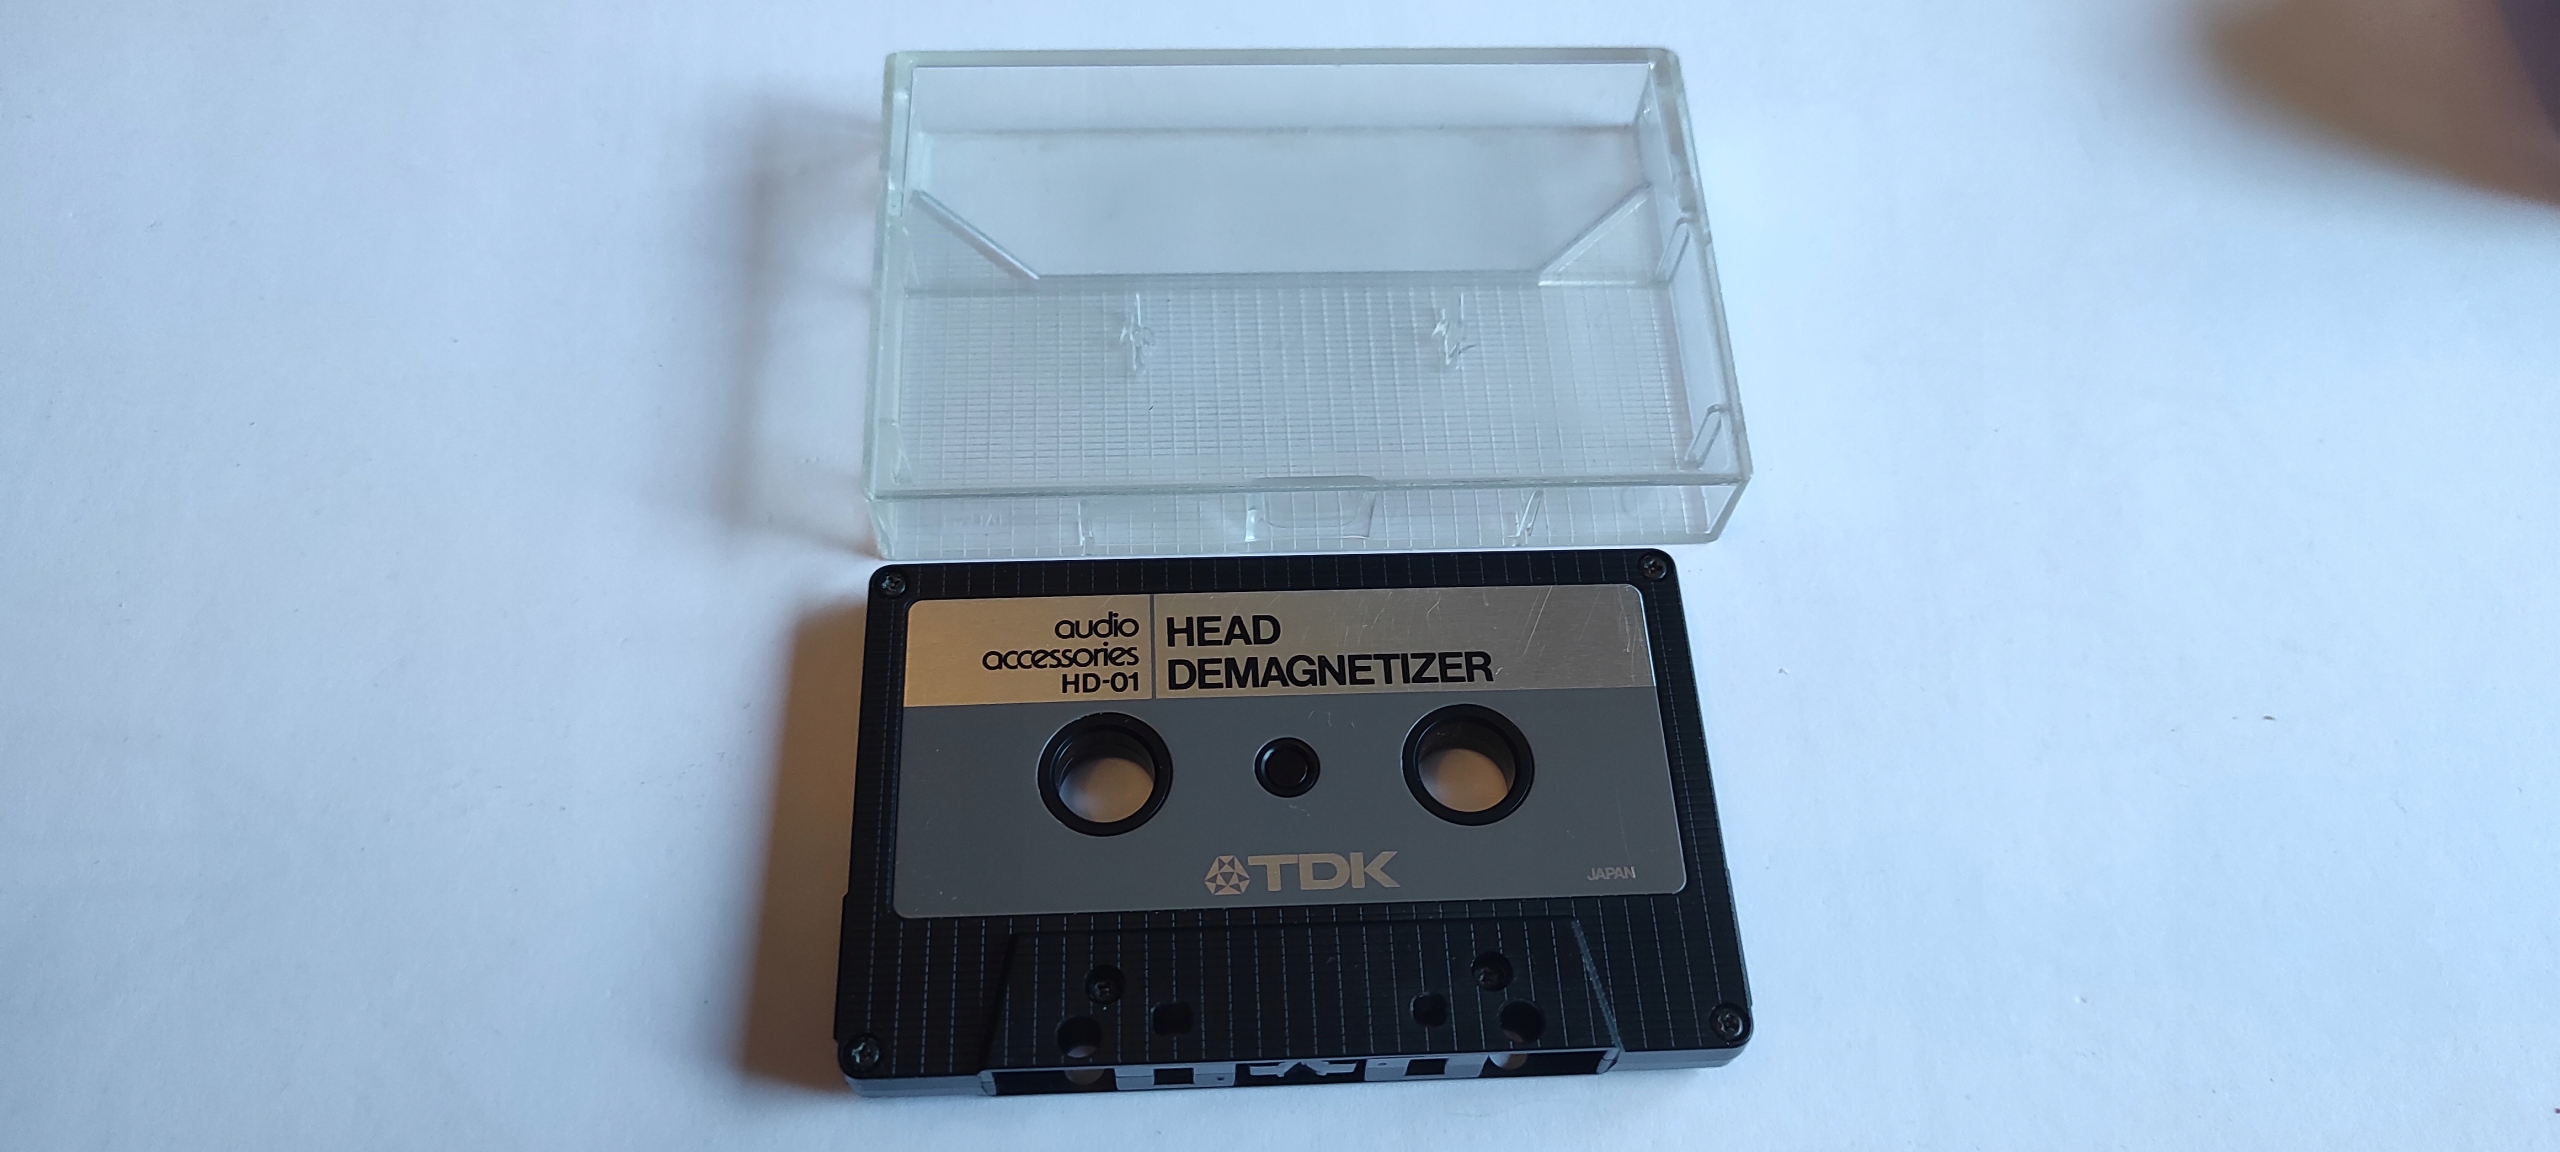 audio
accessories
HD-01
HEAD
DEMAGNETIZER
TDK
JAPAN